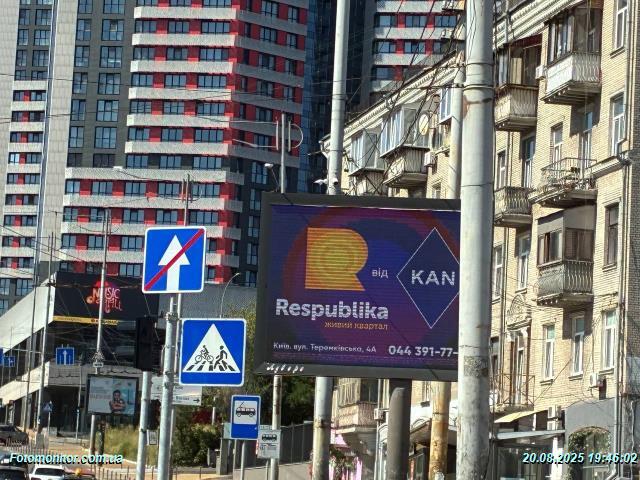 MUSIC
HALL
від
KAN
Respublika
живий квартал
Київ, вул. Теремківська, 4А
044 391-77-
Fotomonitor.com.ua
20.08.2025 19:46:02